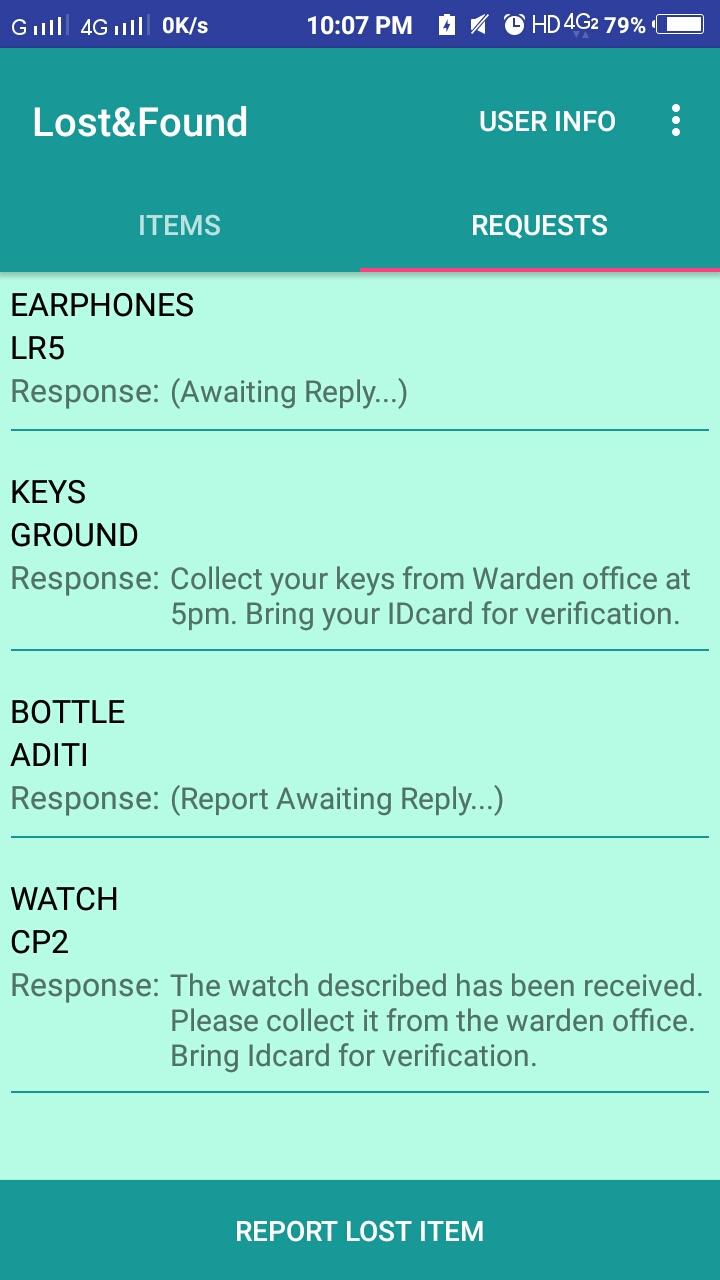 G 4G 0K/s 10:07 PM HD 4G2 79%
Lost&Found USER INFO
ITEMS REQUESTS
EARPHONES
LR5
Response: (Awaiting Reply...)
KEYS
GROUND
Response: Collect your keys from Warden office at
5pm. Bring your IDcard for verification.
BOTTLE
ADITI
Response: (Report Awaiting Reply...)
WATCH
CP2
Response: The watch described has been received.
Please collect it from the warden office.
Bring Idcard for verification.
REPORT LOST ITEM